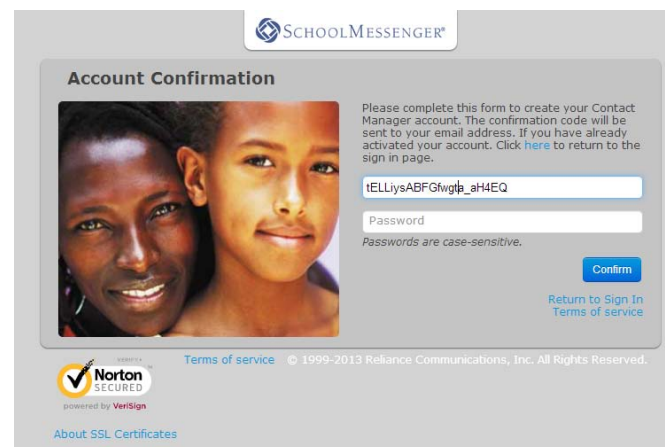 SCHOOLMESSENGER®
Account Confirmation
Please complete this form to create your Contact
Manager account. The confirmation code will be
sent to your email address. If you have already
activated your account. Click here to return to the
sign in page.
tELLiysABFGfwgta_aH4EQ
Password
Passwords are case-sensitive.
Confirm
Return to Sign In
Terms of service
Terms of service © 1999-2013 Reliance Communications, Inc. All Rights Reserved.
Norton
SECURED
powered by VeriSign
About SSL Certificates